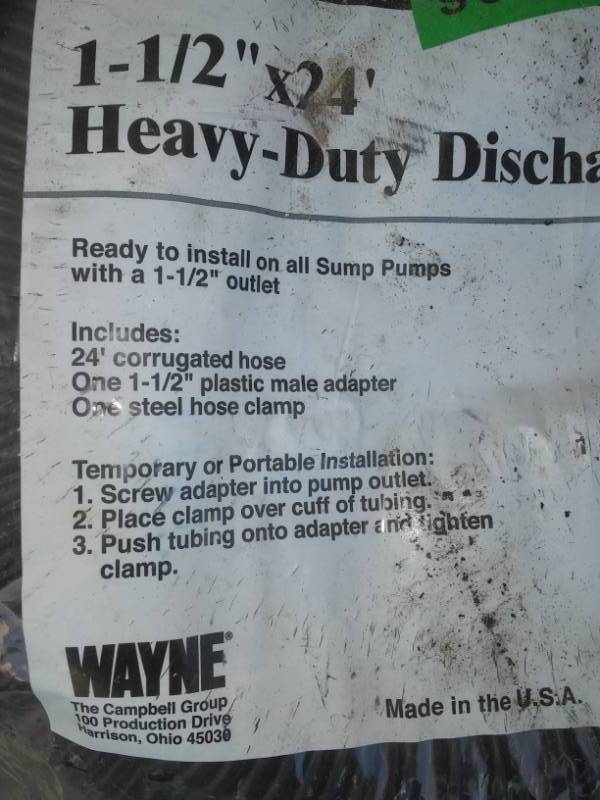 1-1/2"x24'
Heavy-Duty Discha
Ready to install on all Sump Pumps
with a 1-1/2" outlet
Includes:
24' corrugated hose
One 1-1/2" plastic male adapter
One steel hose clamp
Temporary or Portable Installation:
1. Screw adapter into pump outlet.
2. Place clamp over cuff of tubing.
3. Push tubing onto adapter and tighten
clamp.
WAYNE®
The Campbell Group
100 Production Drive
Harrison, Ohio 45030
Made in the U.S.A.